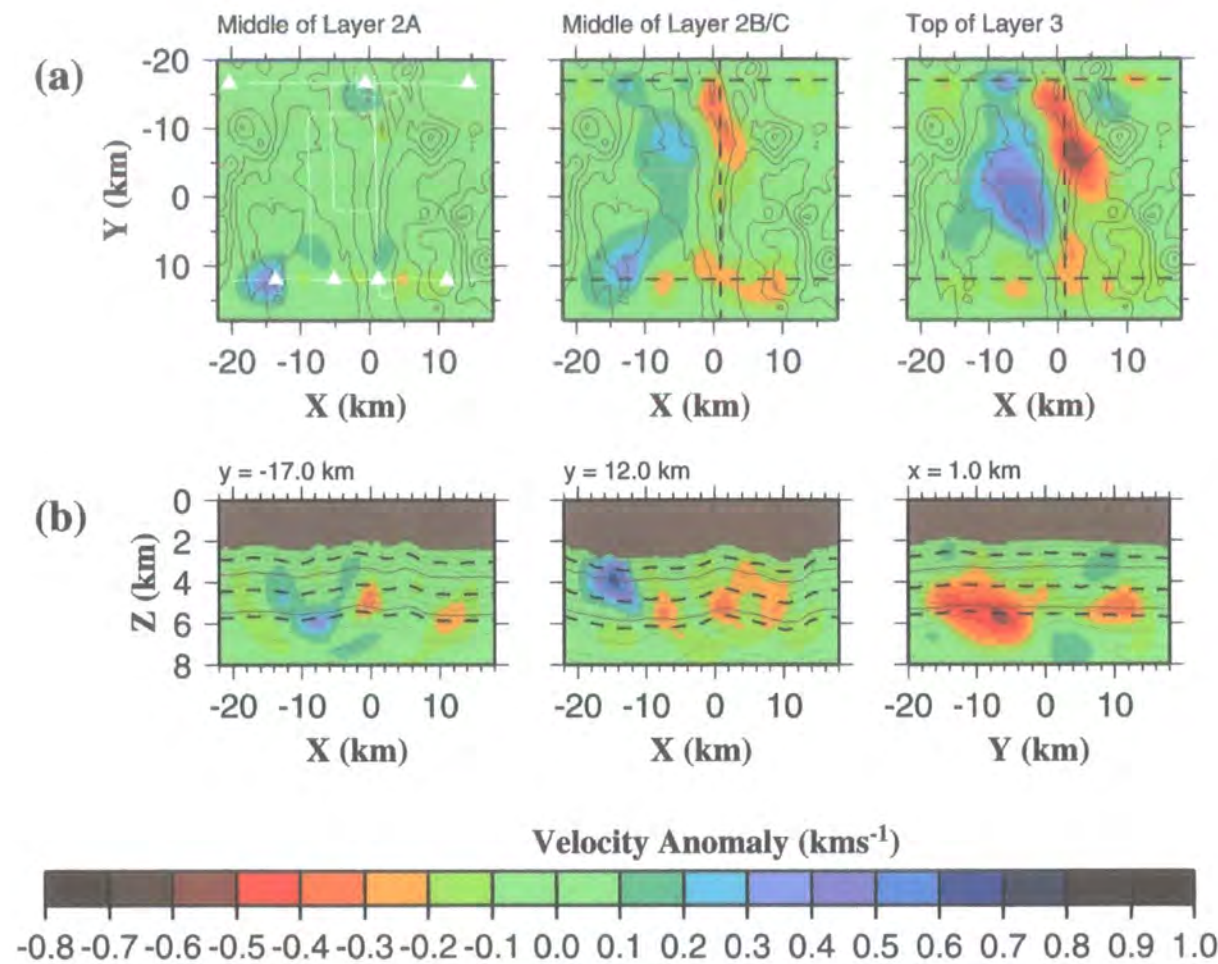 Middle of Layer 2A
Middle of Layer 2B/C
Top of Layer 3
(a)
-20
-10
0
10
Y (km)
-20 -10 0 10
-20 -10 0 10
-20 -10 0 10
X (km)
X (km)
X (km)
y = -17.0 km
y = 12.0 km
x = 1.0 km
(b)
0
2
4
6
8
Z (km)
-20 -10 0 10
-20 -10 0 10
-20 -10 0 10
X (km)
X (km)
Y (km)
Velocity Anomaly (kms-1)
-0.8 -0.7 -0.6 -0.5 -0.4 -0.3 -0.2 -0.1 0.0 0.1 0.2 0.3 0.4 0.5 0.6 0.7 0.8 0.9 1.0